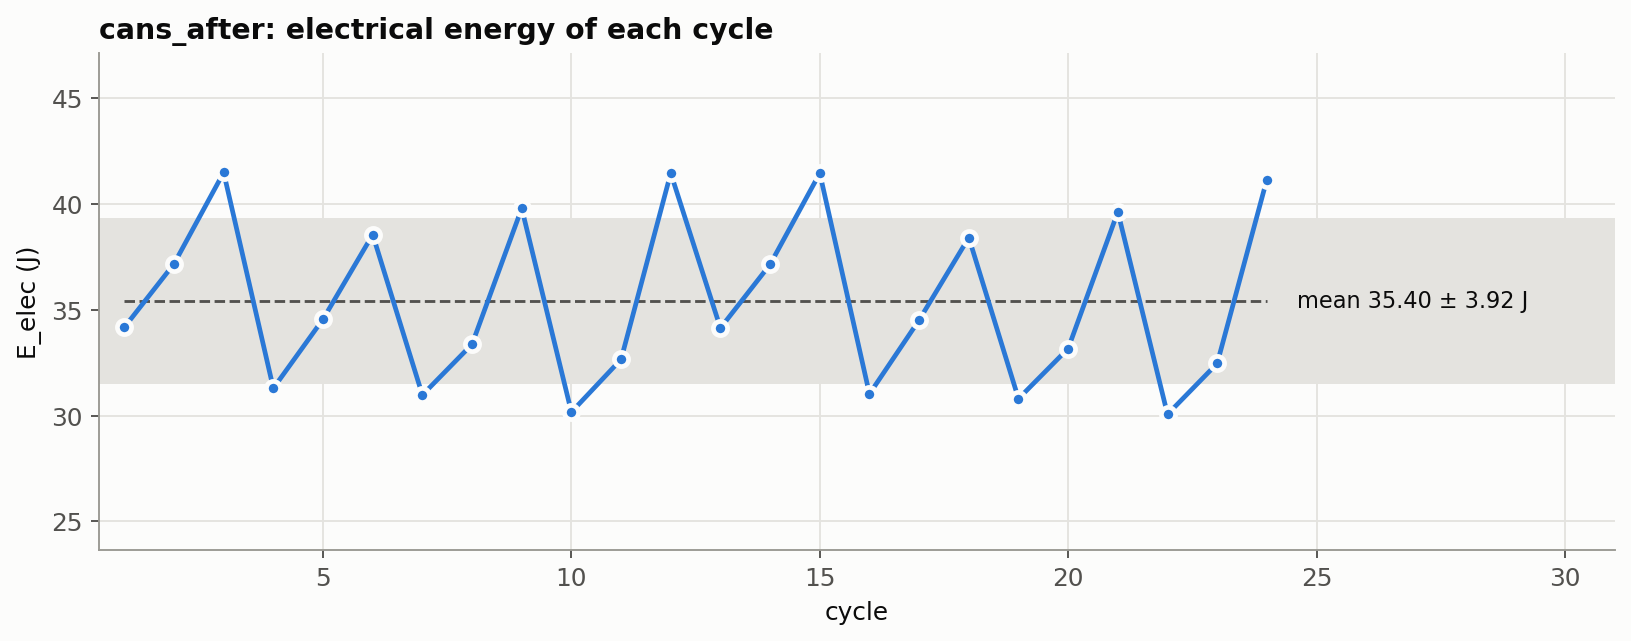 cans_after: electrical energy of each cycle
E_elec (J)
45
40
35
30
25
mean 35.40 ± 3.92 J
5 10 15 20 25 30
cycle